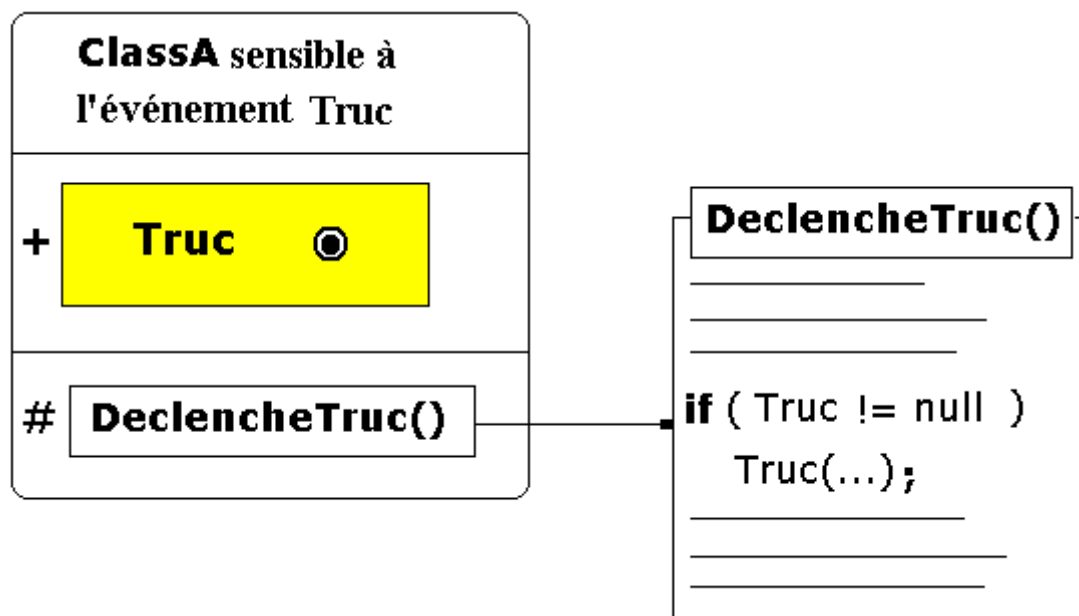 ClassA sensible à
l'événement Truc
+ Truc
# DeclencheTruc()
DeclencheTruc()
if ( Truc != null )
Truc(...);